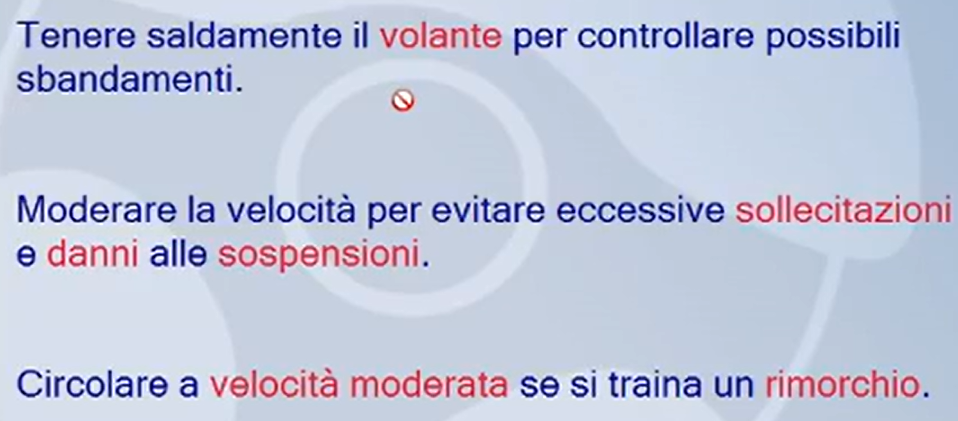 Tenere saldamente il volante per controllare possibili
sbandamenti.
Moderare la velocità per evitare eccessive sollecitazioni
e danni alle sospensioni.
Circolare a velocità moderata se si traina un rimorchio.